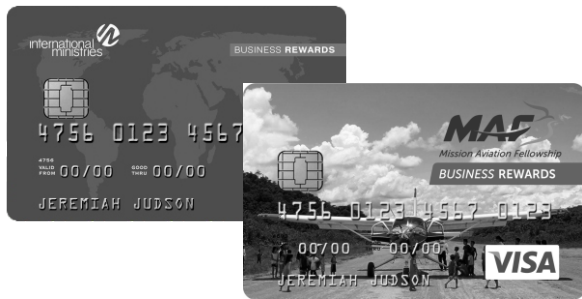 international
ministries
BUSINESS REWARDS
4756 0123 4567
4756
VALID
FROM 00/00 GOOD
THRU 00/00
JEREMIAH JUDSON
MAF
Mission Aviation Fellowship
BUSINESS REWARDS
4756 0123 4567 0123
00/00 00/00
JEREMIAH JUDSON
VISA